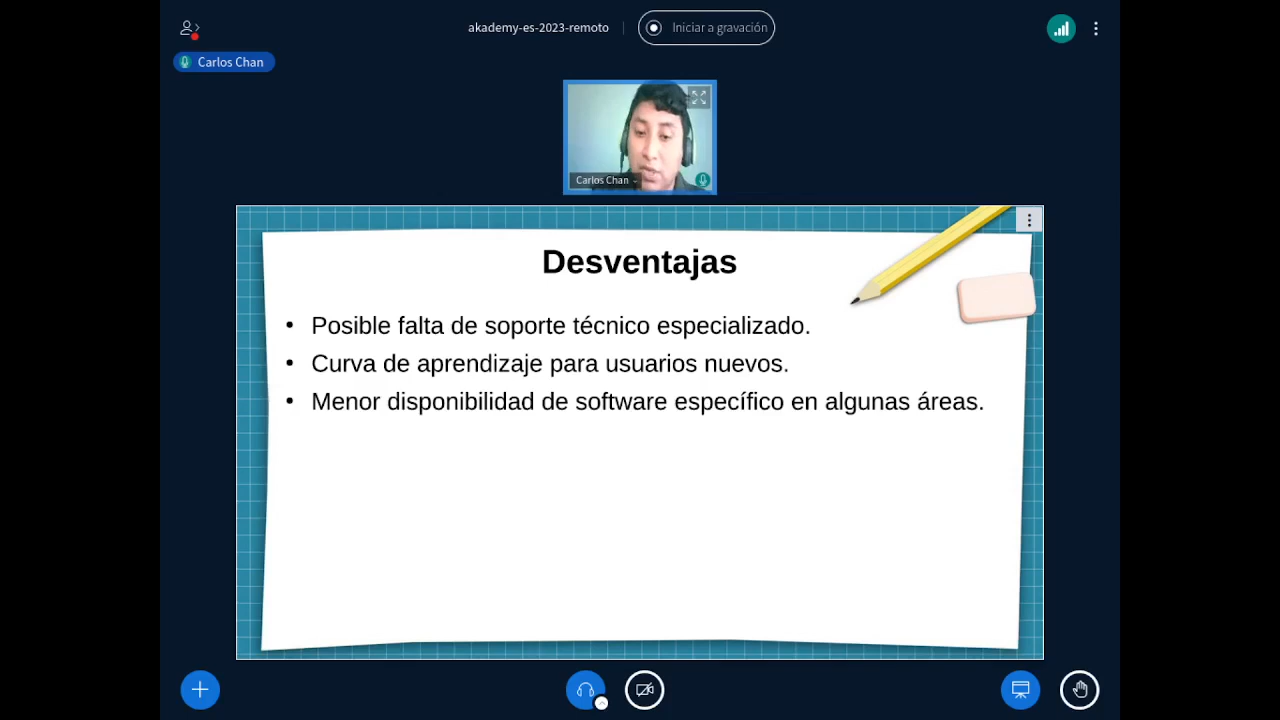 akademy-es-2023-remoto
Iniciar a gravación
Carlos Chan
Carlos Chan
Desventajas
• Posible falta de soporte técnico especializado.
• Curva de aprendizaje para usuarios nuevos.
• Menor disponibilidad de software específico en algunas áreas.